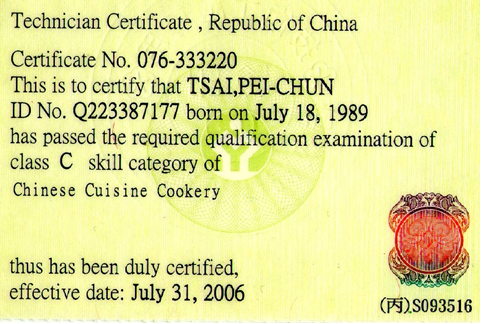 Technician Certificate , Republic of China
Certificate No. 076-333220
This is to certify that TSAI,PEI-CHUN
ID No. Q223387177 born on July 18, 1989
has passed the required qualification examination of
class C skill category of
Chinese Cuisine Cookery
thus has been duly certified,
effective date: July 31, 2006
(丙).S093516